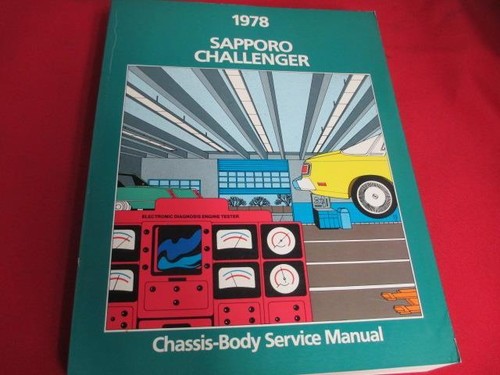 1978
SAPPORO
CHALLENGER
ELECTRONIC DIAGNOSIS ENGINE TESTER
Chassis-Body Service Manual